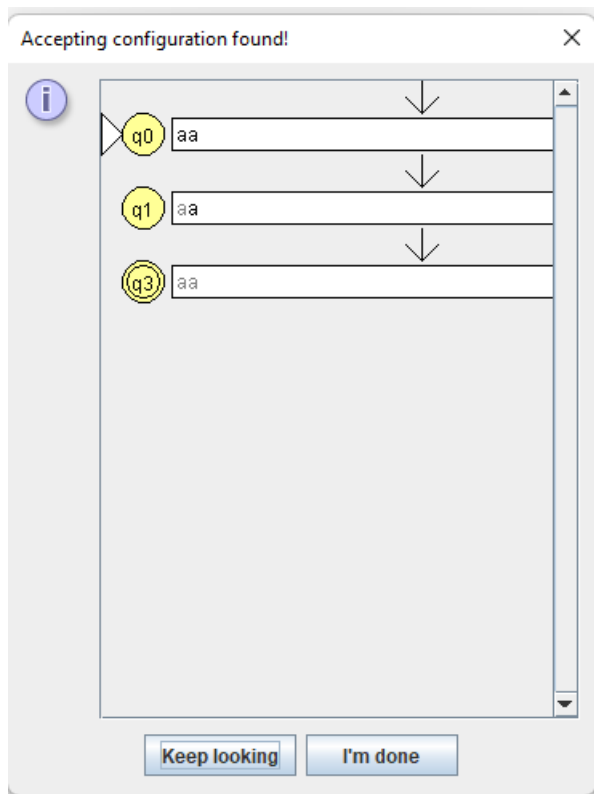 Accepting configuration found!
i
q0 aa
q1 aa
q3 aa
Keep looking I'm done